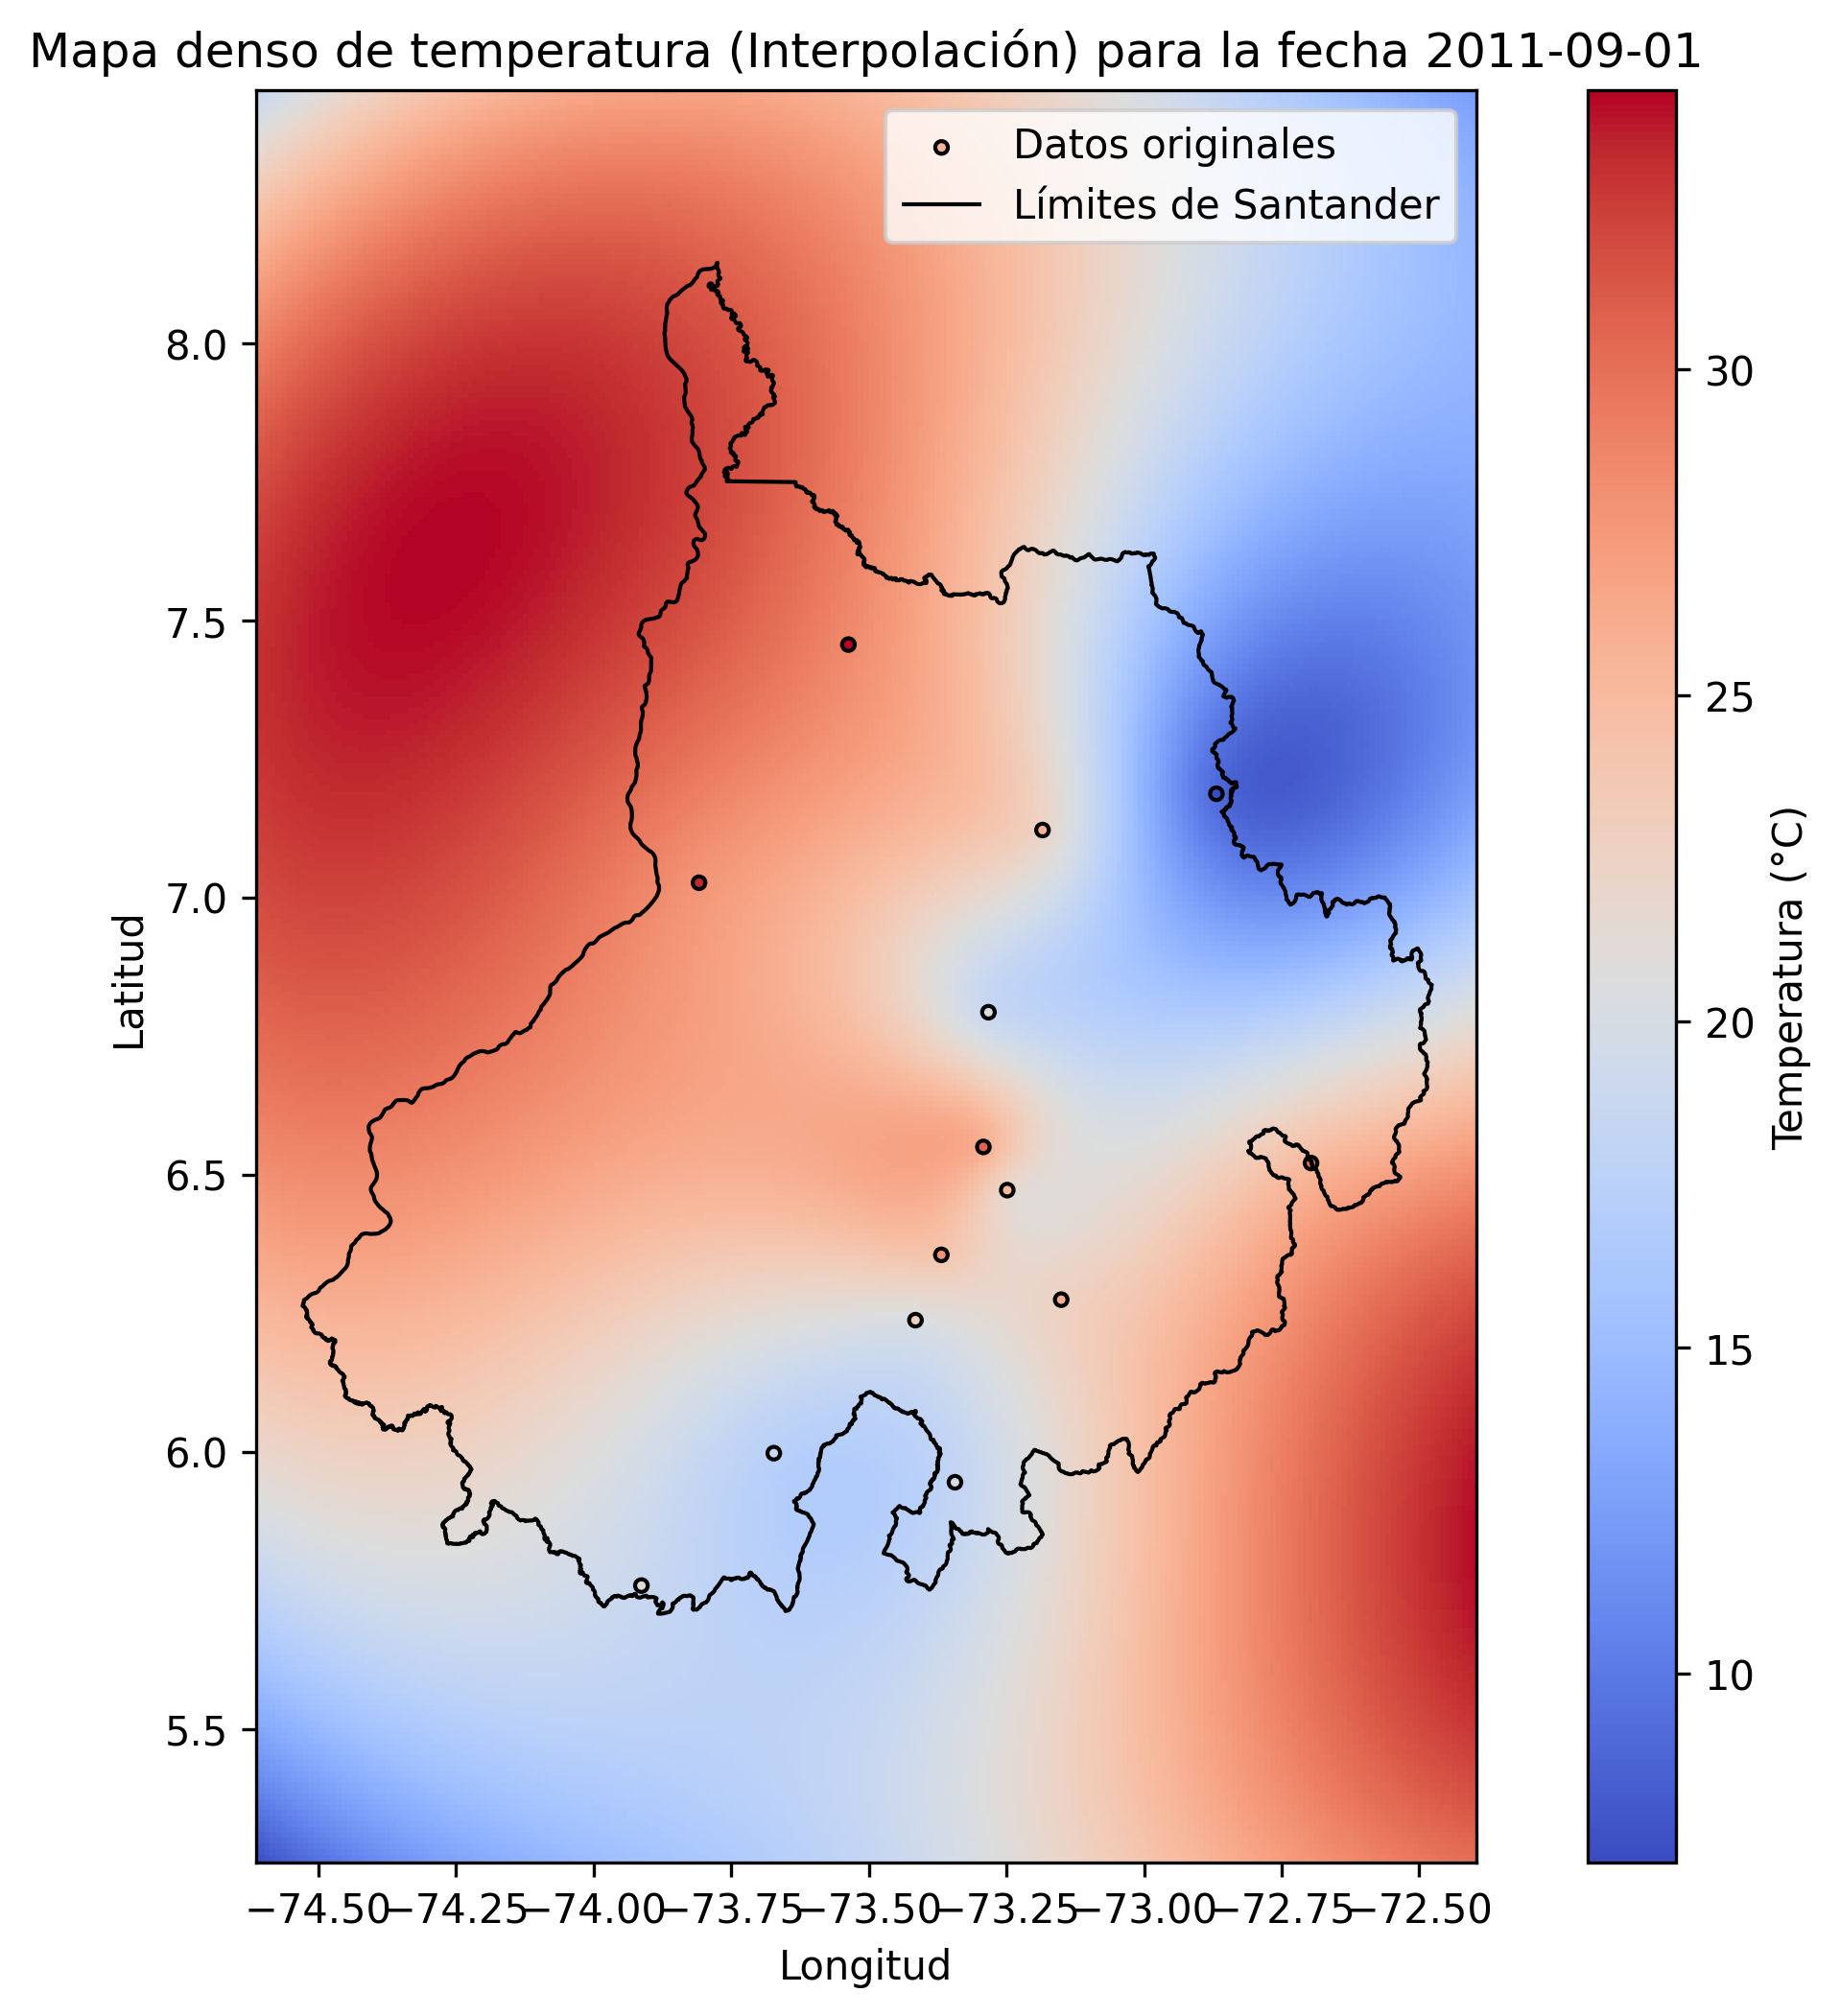 Mapa denso de temperatura (Interpolación) para la fecha 2011-09-01
Datos originales
Límites de Santander
8.0
7.5
7.0
6.5
6.0
5.5
Latitud
−74.50 −74.25 −74.00 −73.75 −73.50 −73.25 −73.00 −72.75 −72.50
Longitud
30
25
20
15
10
Temperatura (°C)